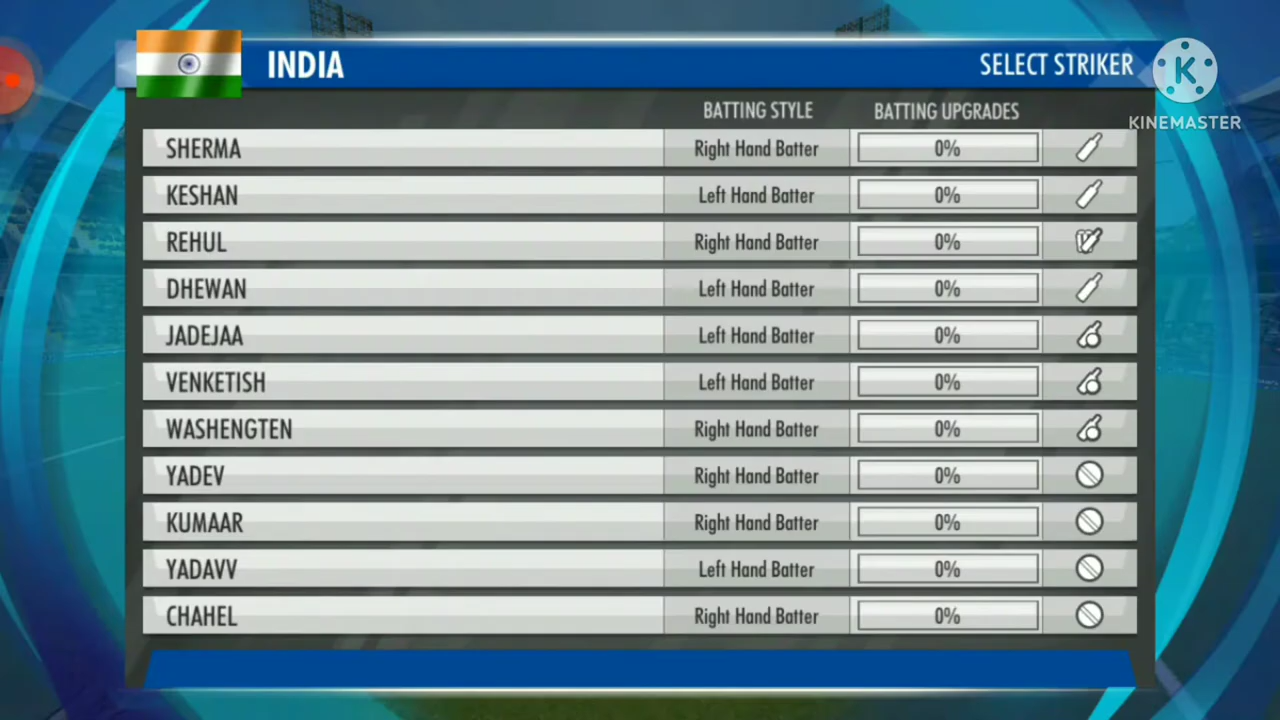 INDIA SELECT STRIKER
K
KINEMASTER
BATTING STYLE BATTING UPGRADES
SHERMA Right Hand Batter 0%
KESHAN Left Hand Batter 0%
REHUL Right Hand Batter 0%
DHEWAN Left Hand Batter 0%
JADEJAA Left Hand Batter 0%
VENKETISH Left Hand Batter 0%
WASHENGTEN Right Hand Batter 0%
YADEV Right Hand Batter 0%
KUMAAR Right Hand Batter 0%
YADAVV Left Hand Batter 0%
CHAHEL Right Hand Batter 0%